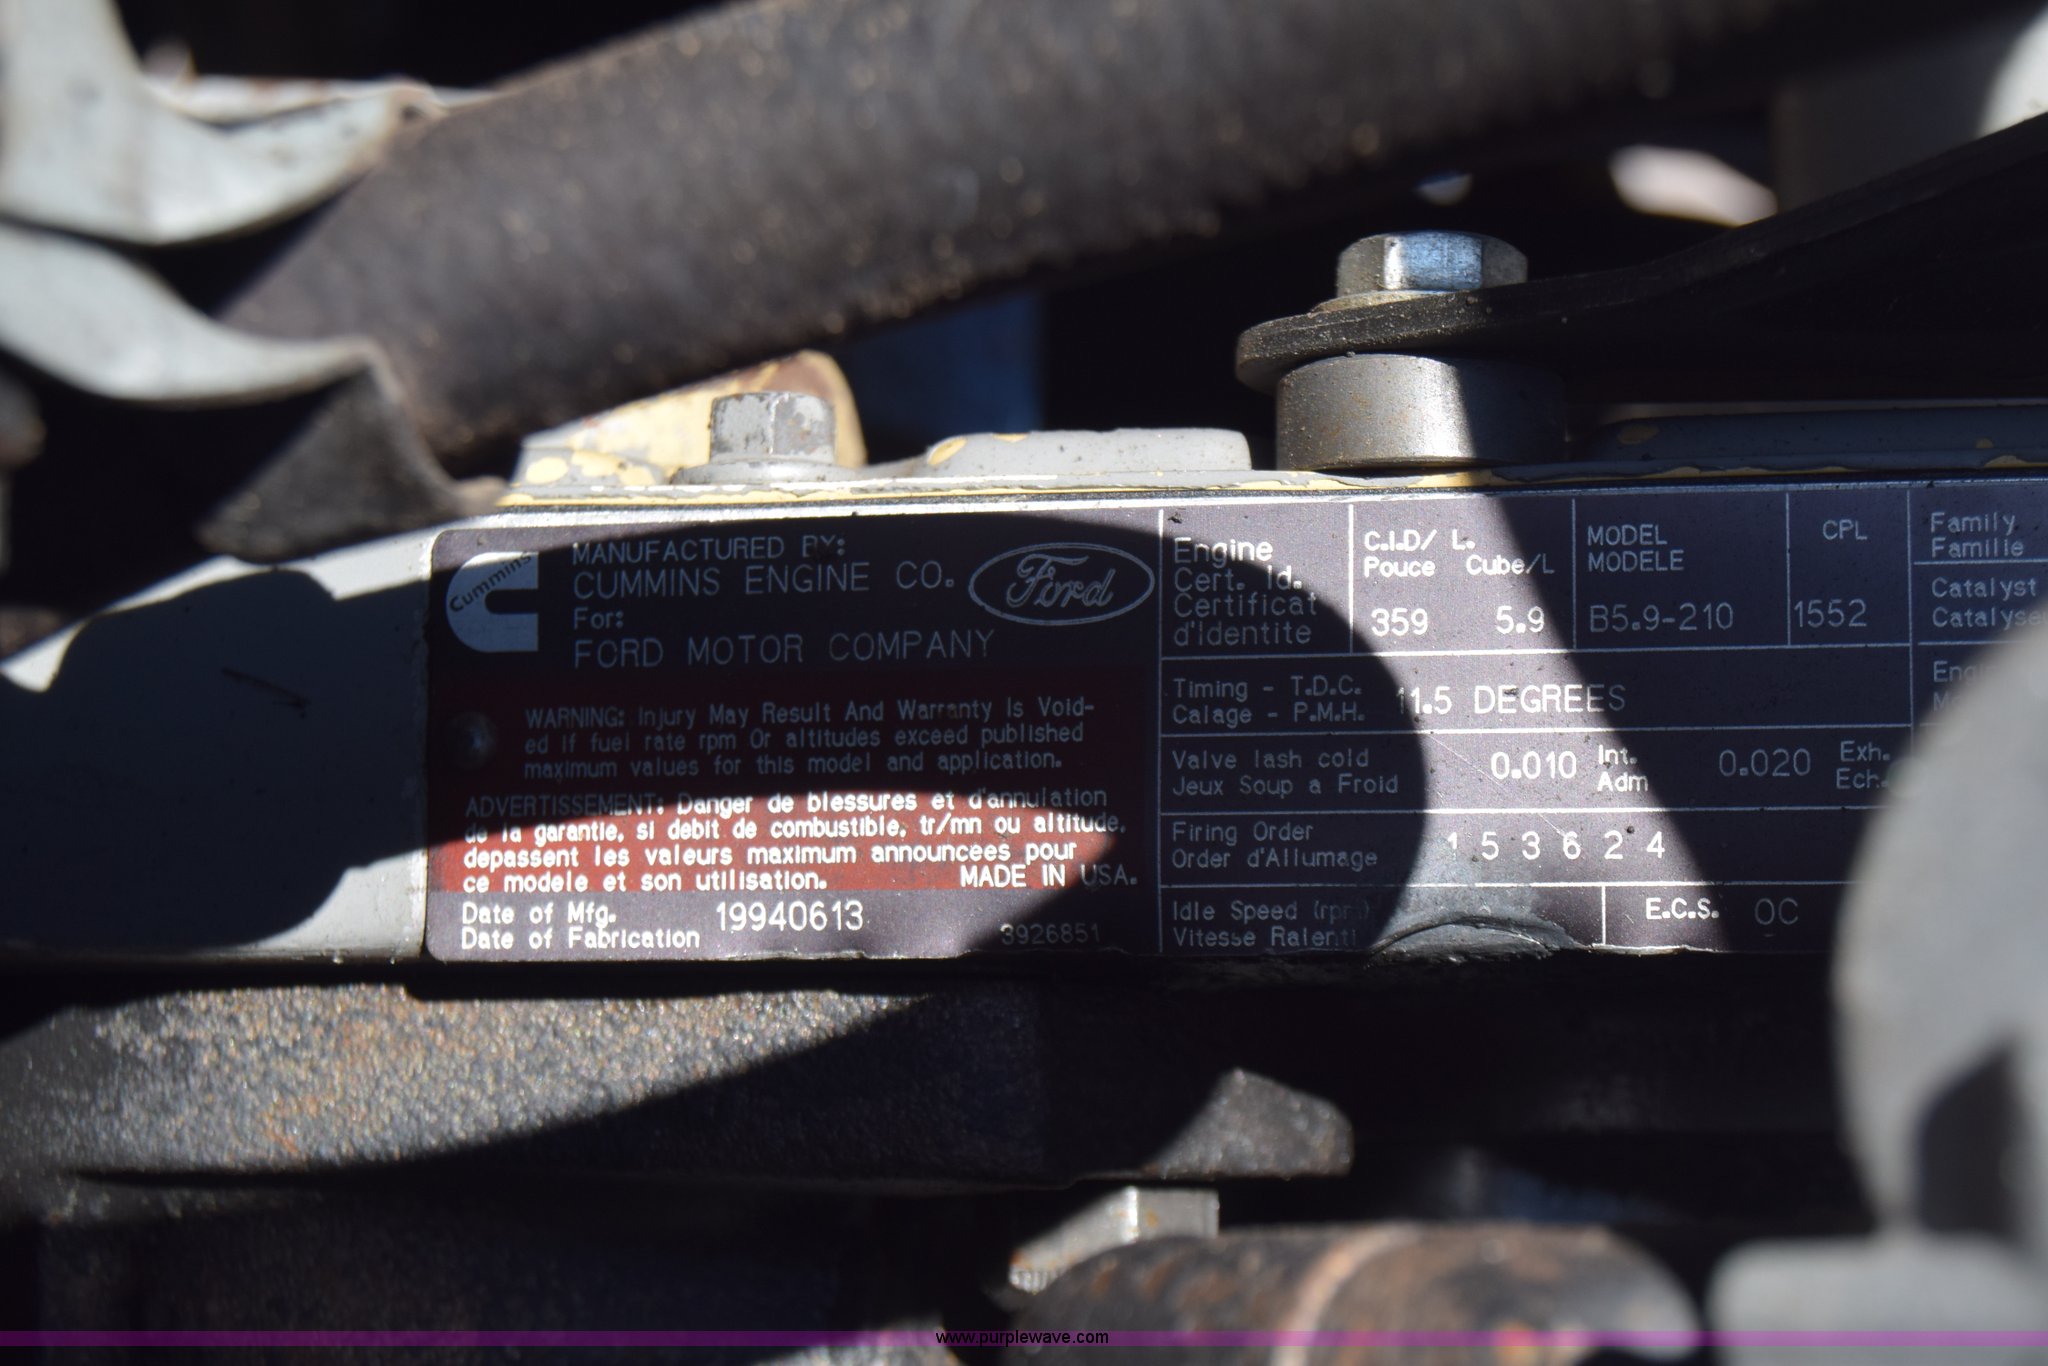 Cummins
MANUFACTURED BY:
CUMMINS ENGINE CO.
For:
FORD MOTOR COMPANY
Ford
WARNING: Injury May Result And Warranty Is Void-
ed if fuel rate rpm Or altitudes exceed published
maximum values for this model and application.
ADVERTISSEMENT: Danger de blessures et d'annulation
de la garantie, si debit de combustible, tr/mn ou altitude,
depassent les valeurs maximum announcees pour
ce modele et son utilisation. MADE IN USA.
Date of Mfg. 19940613
Date of Fabrication 3926851
Engine
Cert. Id.
Certificat
d'Identite
C.I.D/ L.
Pouce Cube/L
359 5.9
MODEL
MODELE
B5.9-210
CPL
1552
Family
Familie
Catalyst
Timing - T.D.C. 11.5 DEGREES
Calage - P.M.H.
Valve lash cold 0.010 Int. 0.020 Exh.
Jeux Soup a Froid Adm Ech.
Firing Order 1 5 3 6 2 4
Order d'Allumage
Idle Speed (rpm)
Vitesse Ralenti
E.C.S. OC
www.purplewave.com